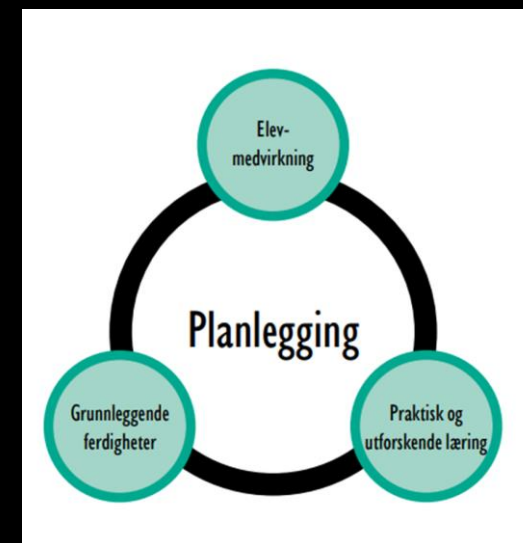 Elev-
medvirkning
Planlegging
Grunnleggende
ferdigheter
Praktisk og
utforskende læring